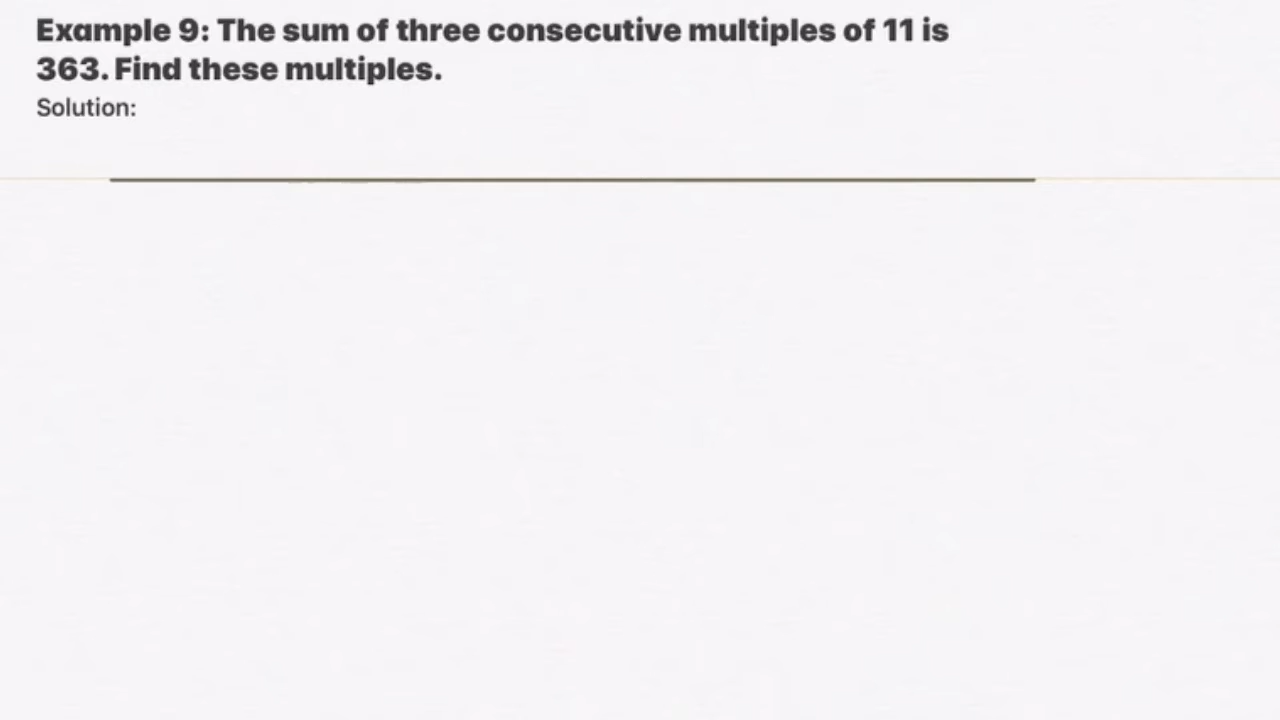 Example 9: The sum of three consecutive multiples of 11 is
363. Find these multiples.
Solution: